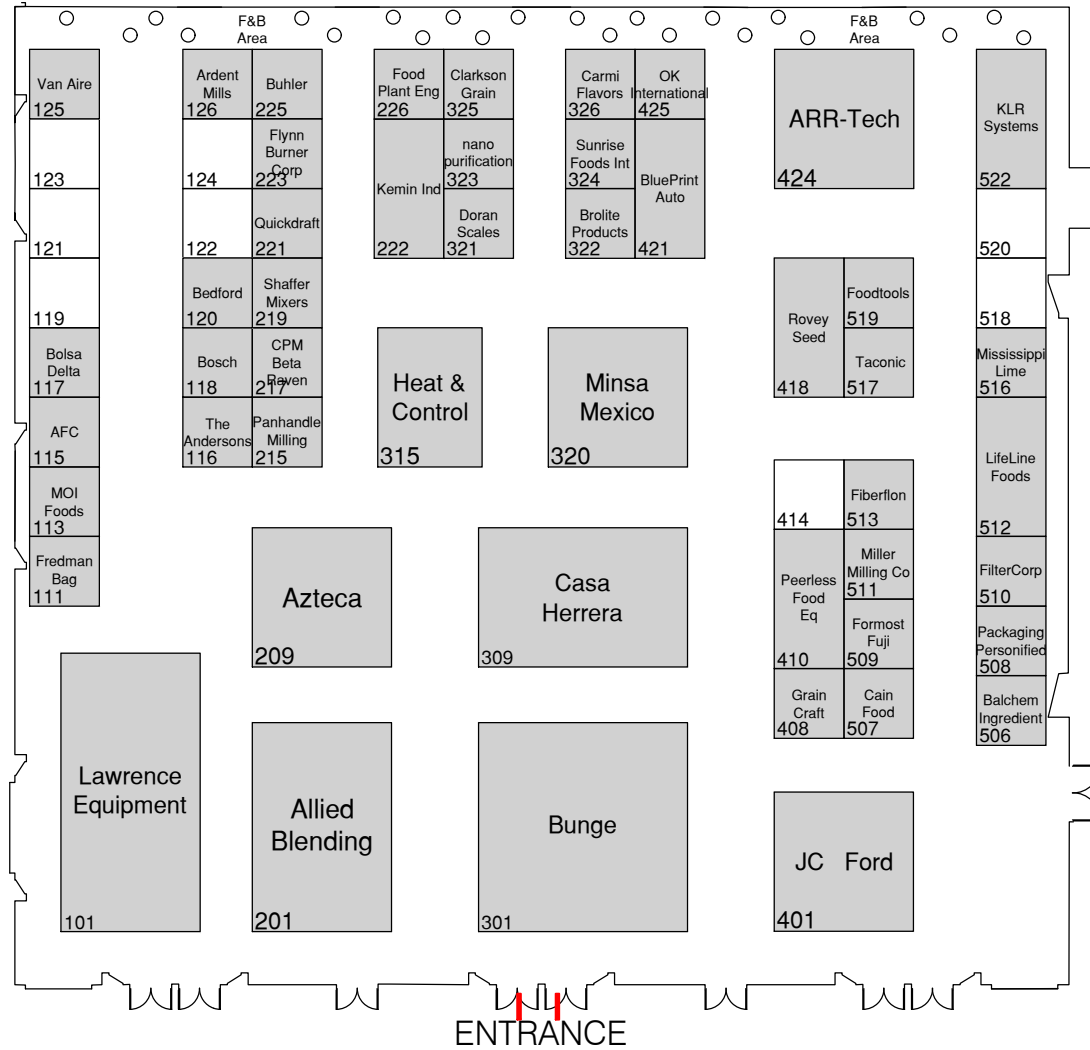 F&B
Area
F&B
Area
Van Aire
125
123
121
119
Bolsa
Delta
117
AFC
115
MOI
Foods
113
Fredman
Bag
111
Ardent
Mills
126
124
122
Bedford
120
Bosch
118
The
Andersons
116
Buhler
225
Flynn
Burner
Corp
223
Quickdraft
221
Shaffer
Mixers
219
CPM
Beta
Raven
217
Panhandle
Milling
215
Food
Plant Eng
226
Kemin Ind
222
Clarkson
Grain
325
nano
purification
323
Doran
Scales
321
Carmi
Flavors
326
Sunrise
Foods Int
324
Brolite
Products
322
OK
International
425
BluePrint
Auto
421
ARR-Tech
424
KLR
Systems
522
520
518
Mississippi
Lime
516
LifeLine
Foods
512
FilterCorp
510
Packaging
Personified
508
Balchem
Ingredient
506
Rovey
Seed
418
Foodtools
519
Taconic
517
Heat &
Control
315
Minsa
Mexico
320
414
Fiberflon
513
Peerless
Food
Eq
410
Miller
Milling Co
511
Formost
Fuji
509
Grain
Craft
408
Cain
Food
507
Azteca
209
Casa
Herrera
309
Lawrence
Equipment
101
Allied
Blending
201
Bunge
301
JC Ford
401
ENTRANCE